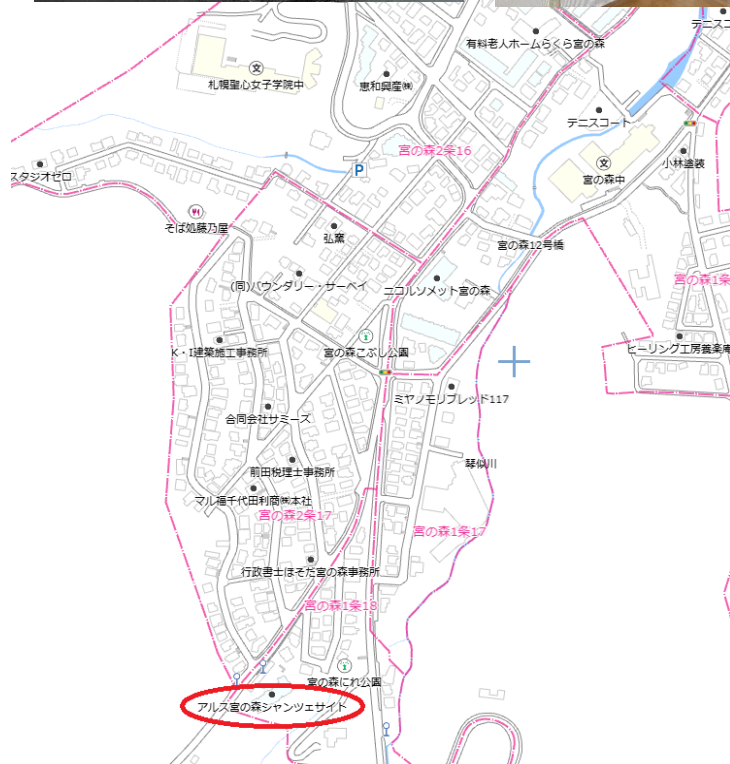 テニスコ
有料老人ホームらくら宮の森
札幌聖心女子学院中
恵和興産㈱
テニスコート
宮の森2条16
小林塗装
宮の森中
スタジオゼロ
P
そば処藤乃屋
弘薫
宮の森12号橋
(同)バウンダリー・サーベイ
ニコルソメット宮の森
宮の森1条
K・I建築施工事務所
宮の森こぶし公園
ヒーリング工房養楽庵
ミヤノモリブレッド117
合同会社サミーズ
前田税理士事務所
琴似川
マル福千代田利商㈱本社
宮の森2条17
宮の森1条17
行政書士ほそだ宮の森事務所
宮の森1条18
宮の森にれ公園
アルス宮の森シャンツェサイト